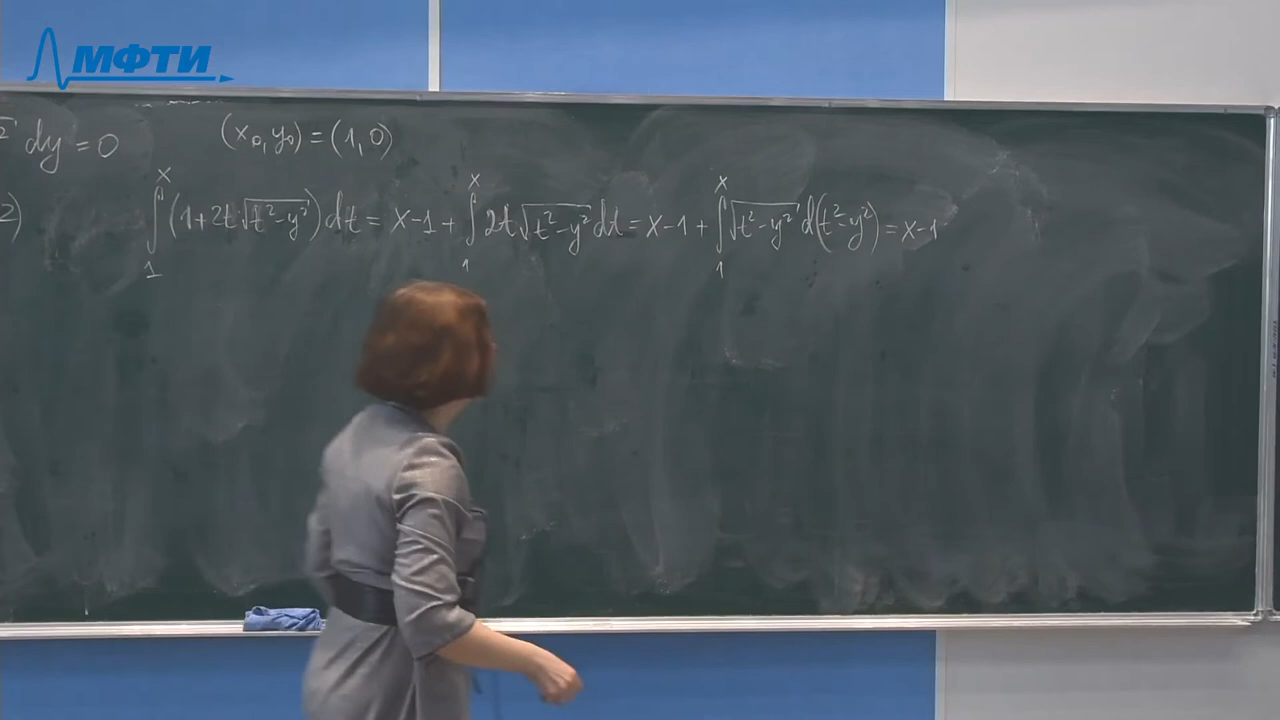 МФТИ
dy = 0 (x₀, y₀) = (1, 0)
2) ∫₁ˣ (1+2t√(t²-y²)) dt = x-1 + ∫₁ˣ 2t√(t²-y²) dt = x-1 + ∫₁ˣ √(t²-y²) d(t²-y²) = x-1